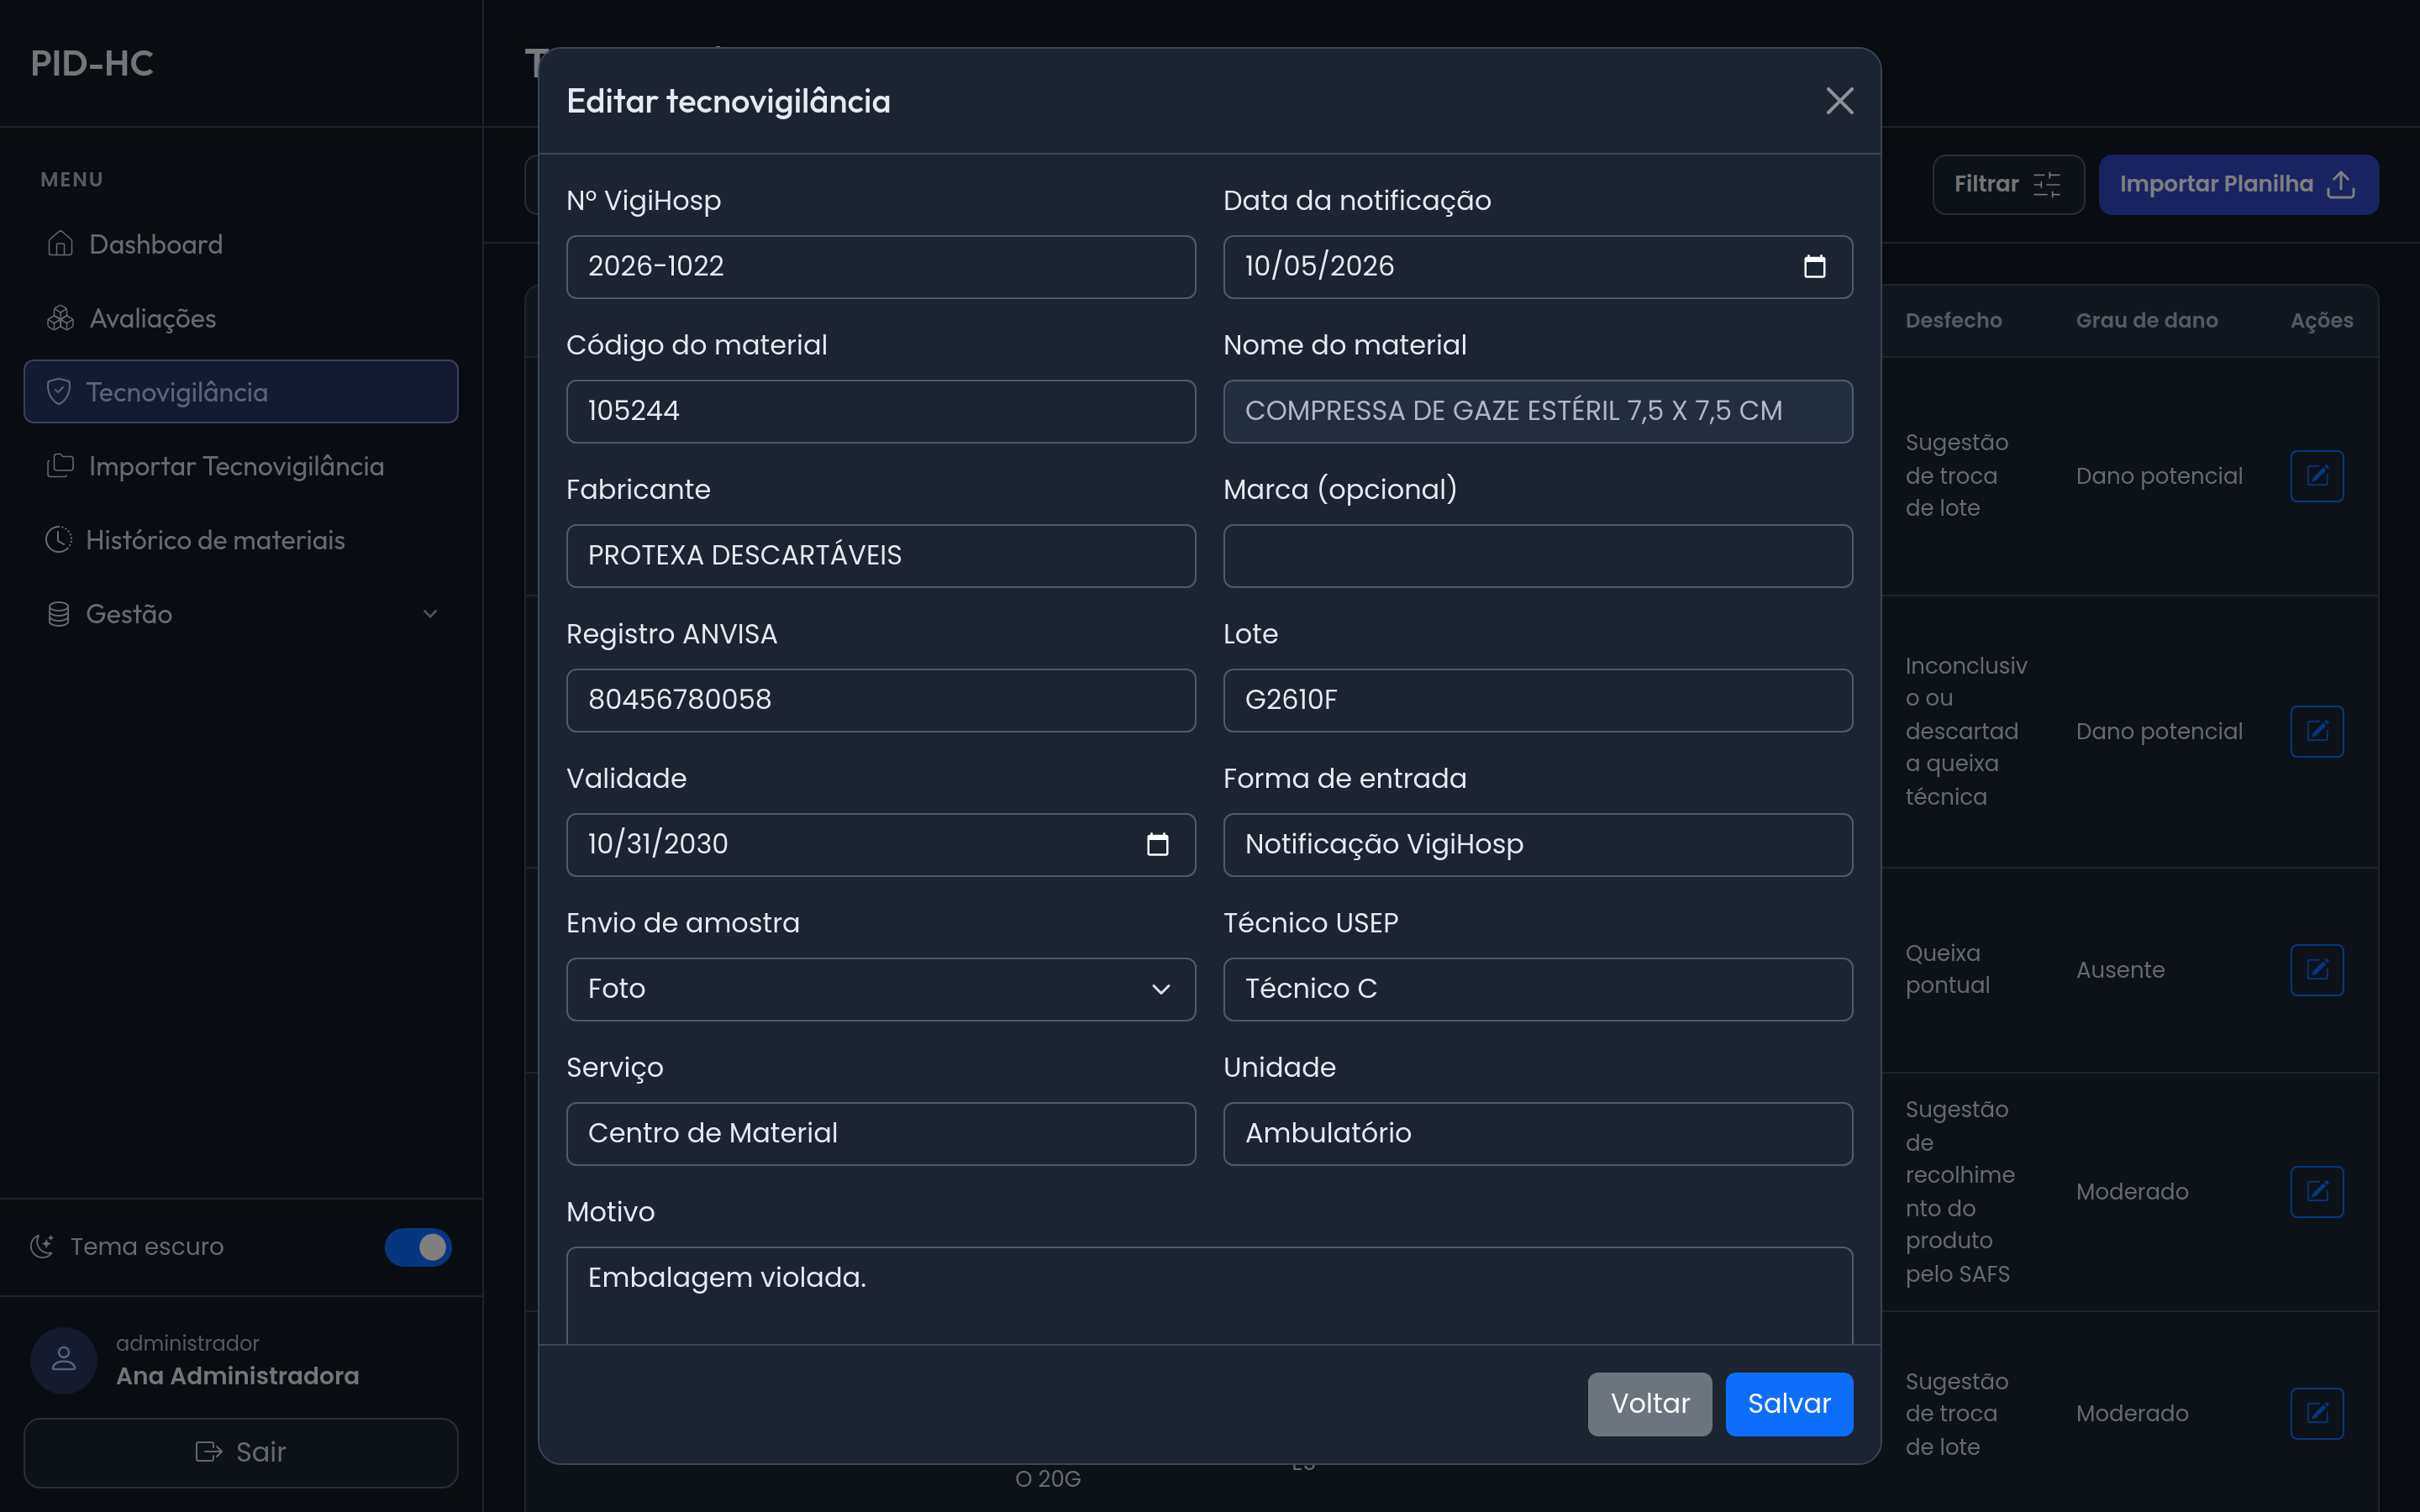 PID-HC
MENU
Dashboard
Avaliações
Tecnovigilância
Importar Tecnovigilância
Histórico de materiais
Gestão
Tema escuro
administrador
Ana Administradora
Sair
Editar tecnovigilância
Nº VigiHosp
Data da notificação
2026-1022
10/05/2026
Código do material
Nome do material
105244
COMPRESSA DE GAZE ESTÉRIL 7,5 X 7,5 CM
Fabricante
Marca (opcional)
PROTEXA DESCARTÁVEIS
Registro ANVISA
Lote
80456780058
G2610F
Validade
Forma de entrada
10/31/2030
Notificação VigiHosp
Envio de amostra
Técnico USEP
Foto
Técnico C
Serviço
Unidade
Centro de Material
Ambulatório
Motivo
Embalagem violada.
Voltar
Salvar
Filtrar
Importar Planilha
Desfecho
Grau de dano
Ações
Sugestão
de troca
de lote
Dano potencial
Inconclusiv
o ou
descartad
a queixa
técnica
Dano potencial
Queixa
pontual
Ausente
Sugestão
de
recolhime
nto do
produto
pelo SAFS
Moderado
Sugestão
de troca
de lote
Moderado
O 20G